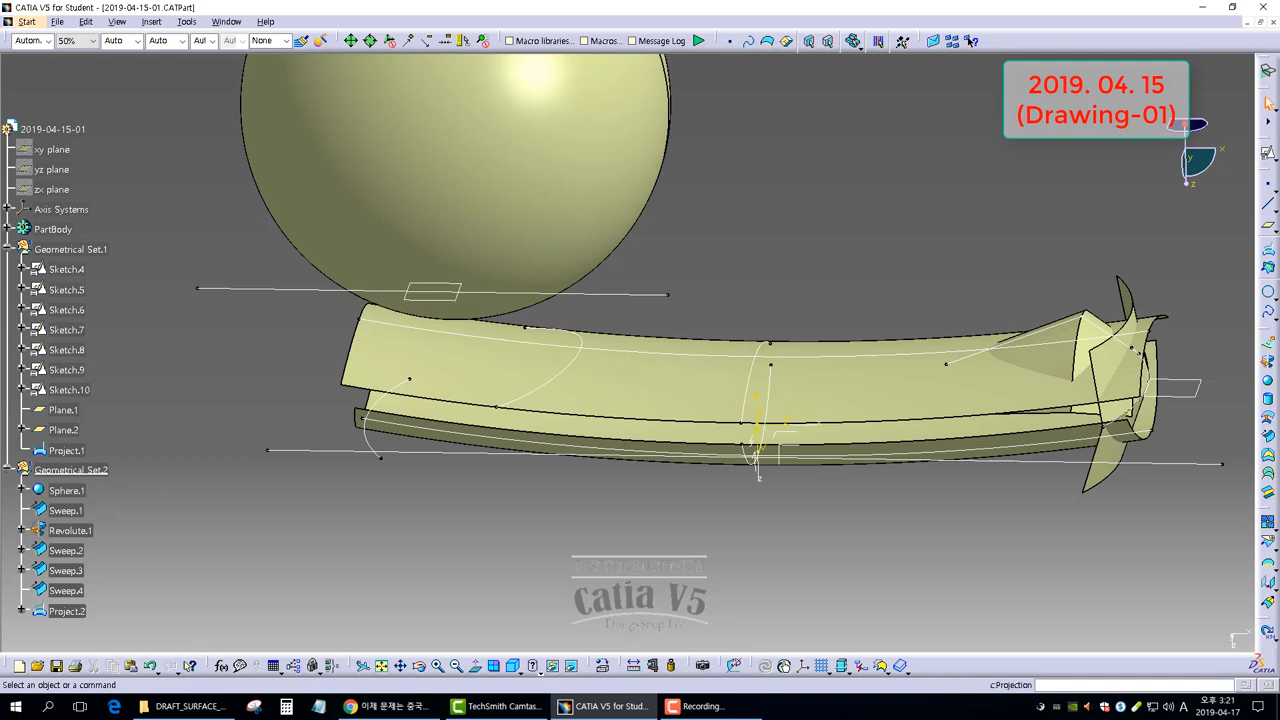 CATIA V5 for Student - [2019-04-15-01.CATPart]
Start File Edit View Insert Tools Window Help
Autom. 50% Auto Auto Aut Aut None Macro libraries... Macros... Message Log
2019. 04. 15
(Drawing-01)
x
y
z
2019-04-15-01
xy plane
yz plane
zx plane
Axis Systems
PartBody
Geometrical Set.1
Sketch.4
Sketch.5
Sketch.6
Sketch.7
Sketch.8
Sketch.9
Sketch.10
Plane.1
Plane.2
Project.1
Geometrical Set.2
Sphere.1
Sweep.1
Revolute.1
Sweep.2
Sweep.3
Sweep.4
Project.2
z
Catia V5
Select an object or a command
c:Projection
DRAFT_SURFACE_...
이제 문제는 중국...
TechSmith Camtas...
CATIA V5 for Stud...
Recording...
A
오후 3:21
2019-04-17